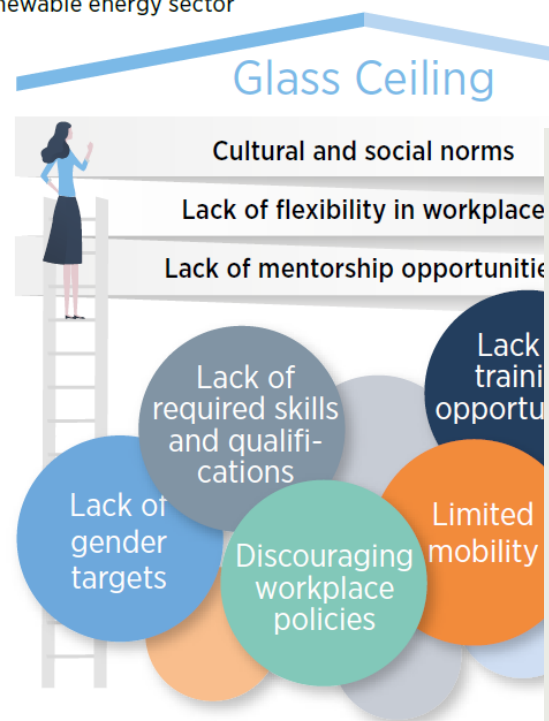 newable energy sector
Glass Ceiling
Cultural and social norms
Lack of flexibility in workplace
Lack of mentorship opportunitie
Lack
traini
opportu
Lack of
required skills
and qualifi-
cations
Lack of
gender
targets
Limited
mobility
Discouraging
workplace
policies